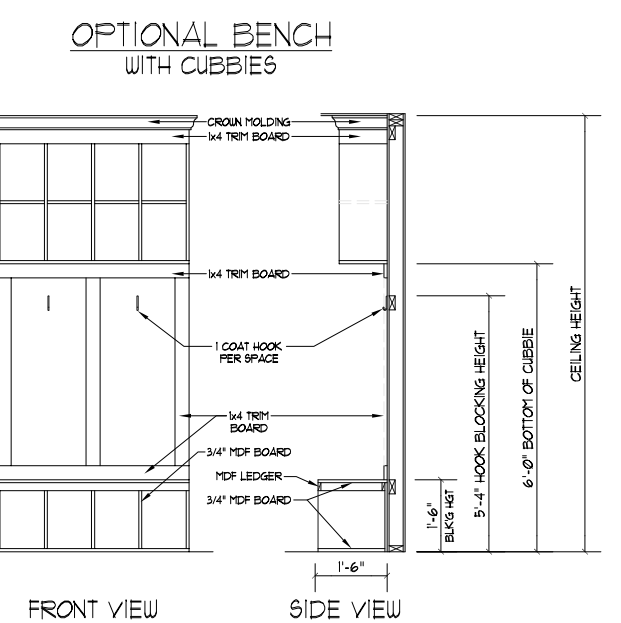 OPTIONAL BENCH
WITH CUBBIES
CROWN MOLDING
1x4 TRIM BOARD
1x4 TRIM BOARD
1 COAT HOOK
PER SPACE
1x4 TRIM
BOARD
3/4" MDF BOARD
MDF LEDGER
3/4" MDF BOARD
1'-6"
BLK'G HGT
5'-4" HOOK BLOCKING HEIGHT
6'-0" BOTTOM OF CUBBIE
CEILING HEIGHT
1'-6"
FRONT VIEW
SIDE VIEW